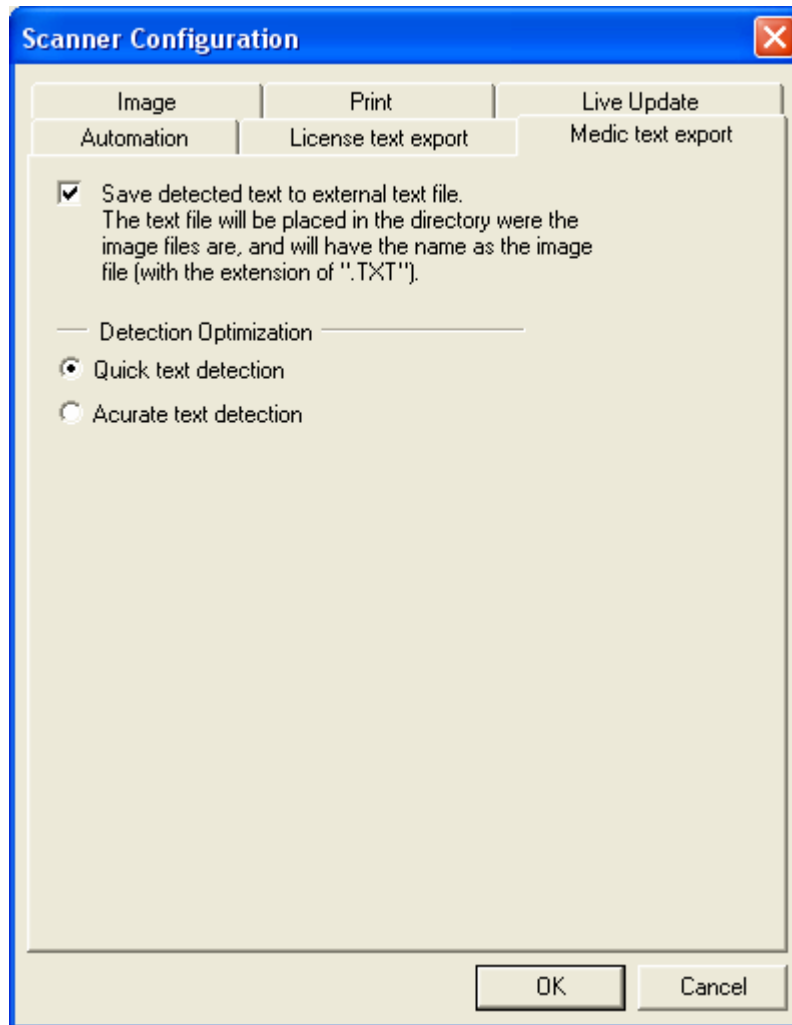 Scanner Configuration
Image Print Live Update
Automation License text export Medic text export
Save detected text to external text file.
The text file will be placed in the directory were the
image files are, and will have the name as the image
file (with the extension of ".TXT").
Detection Optimization
Quick text detection
Acurate text detection
OK Cancel